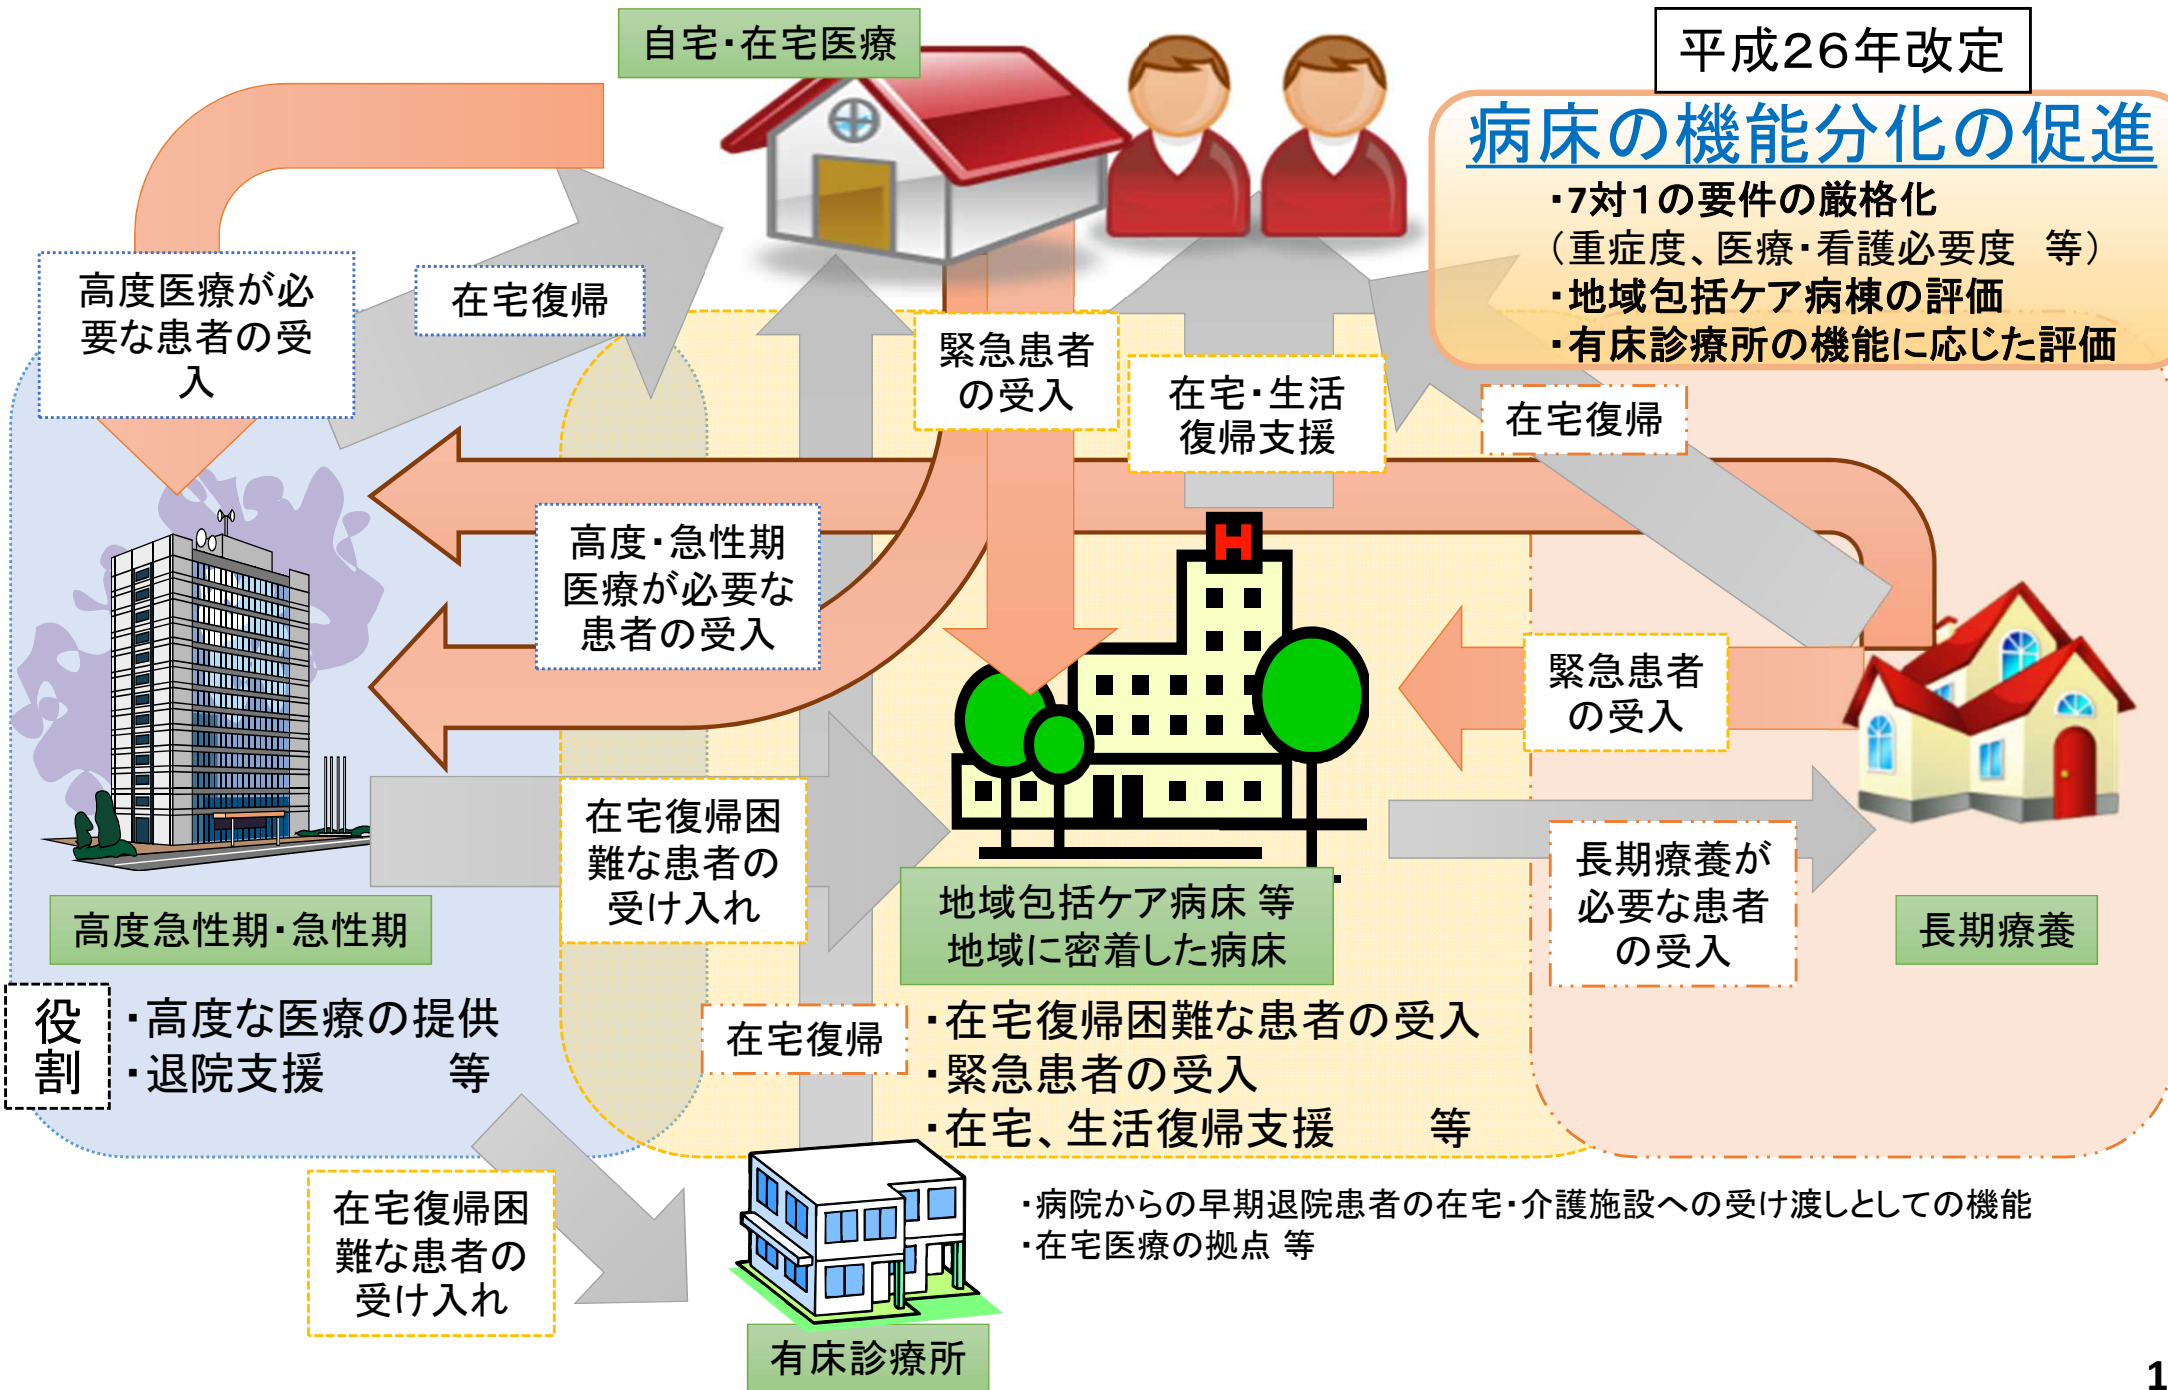 自宅・在宅医療
平成26年改定
病床の機能分化の促進
・7対1の要件の厳格化
（重症度、医療・看護必要度　等）
・地域包括ケア病棟の評価
・有床診療所の機能に応じた評価
高度医療が必
要な患者の受
入
在宅復帰
緊急患者
の受入
在宅・生活
復帰支援
在宅復帰
高度・急性期
医療が必要な
患者の受入
H
緊急患者
の受入
在宅復帰困
難な患者の
受け入れ
長期療養が
必要な患者
の受入
高度急性期・急性期
地域包括ケア病床 等
地域に密着した病床
長期療養
役
割
・高度な医療の提供
・退院支援　　等
在宅復帰
・在宅復帰困難な患者の受入
・緊急患者の受入
・在宅、生活復帰支援　　等
在宅復帰困
難な患者の
受け入れ
・病院からの早期退院患者の在宅・介護施設への受け渡しとしての機能
・在宅医療の拠点 等
有床診療所
1